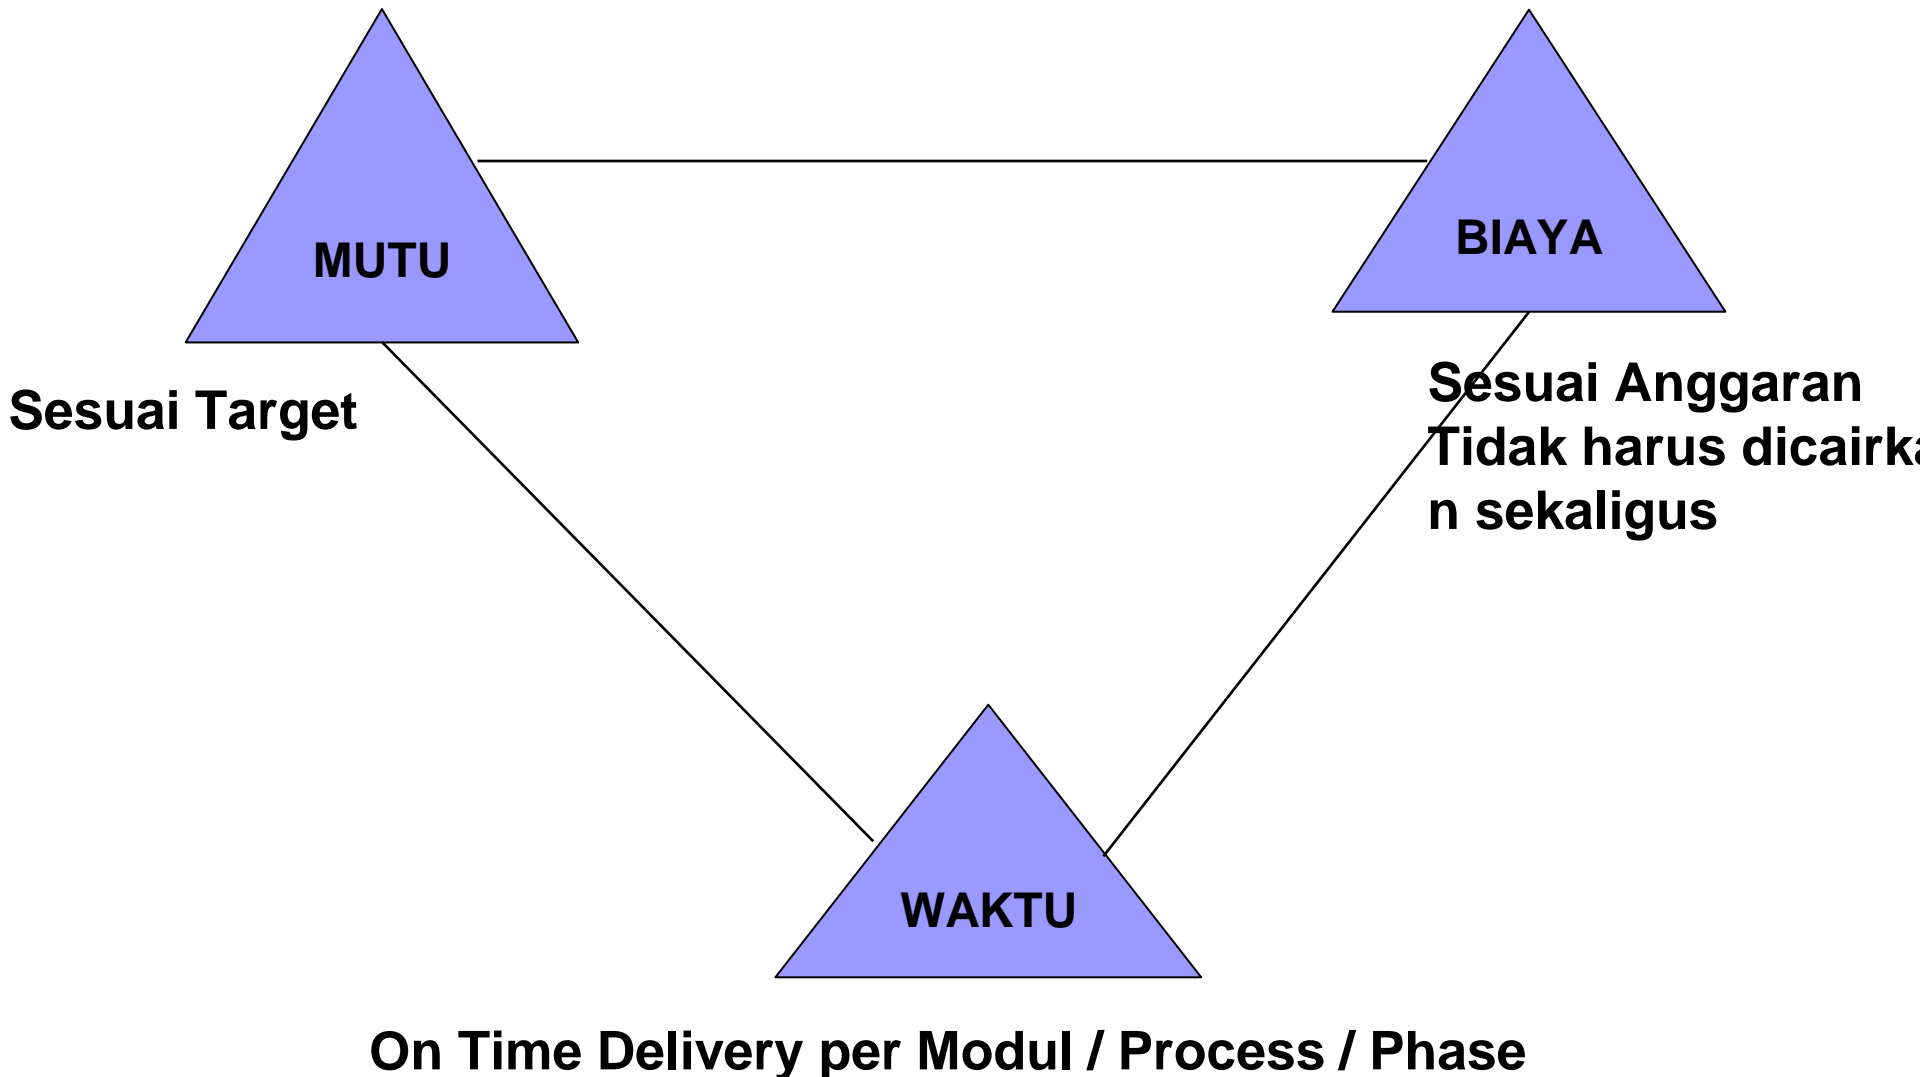 MUTU
BIAYA
Sesuai Target
Sesuai Anggaran
Tidak harus dicairka
n sekaligus
WAKTU
On Time Delivery per Modul / Process / Phase